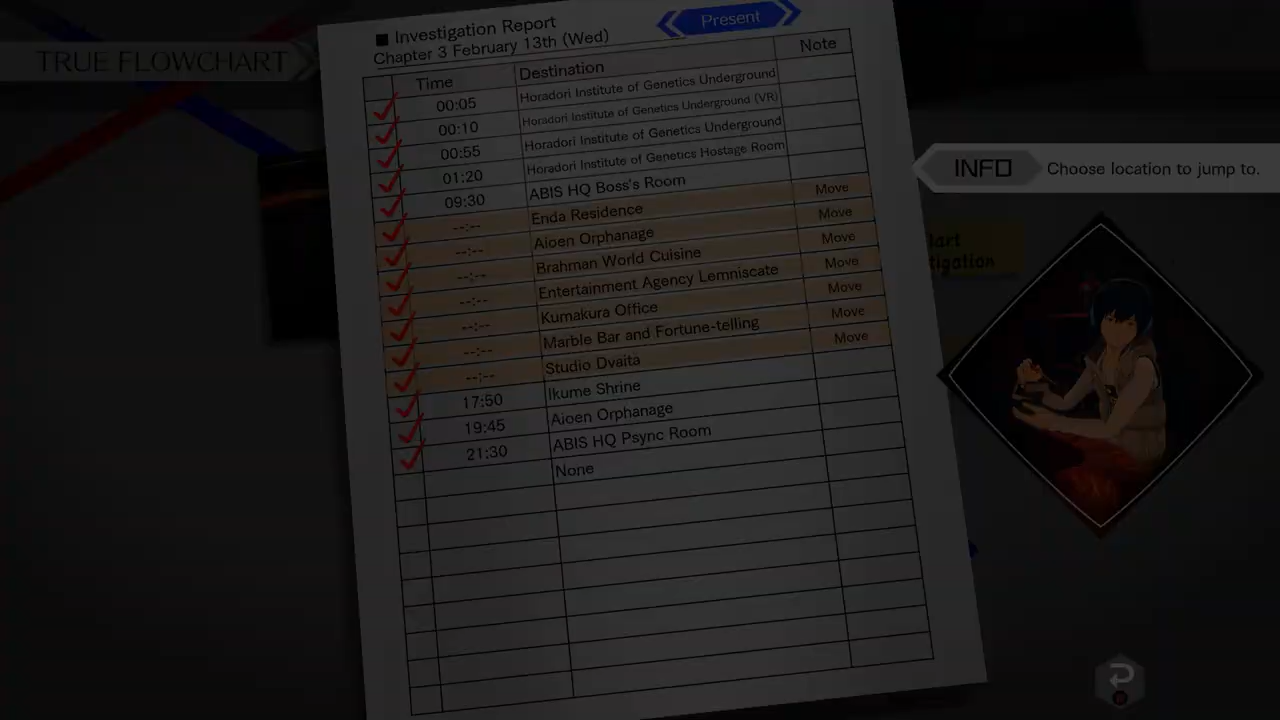 TRUE FLOWCHART
■ Investigation Report
Present
Chapter 3 February 13th (Wed)
Time Destination Note
00:05 Horadori Institute of Genetics Underground
00:10 Horadori Institute of Genetics Underground (VR)
00:55 Horadori Institute of Genetics Underground
01:20 Horadori Institute of Genetics Hostage Room
09:30 ABIS HQ Boss's Room
--:-- Enda Residence Move
--:-- Aioen Orphanage Move
--:-- Brahman World Cuisine Move
--:-- Entertainment Agency Lemniscate Move
--:-- Kumakura Office Move
--:-- Marble Bar and Fortune-telling Move
--:-- Studio Dvaita Move
17:50 Ikume Shrine
19:45 Aioen Orphanage
21:30 ABIS HQ Psync Room
None
INFO Choose location to jump to.